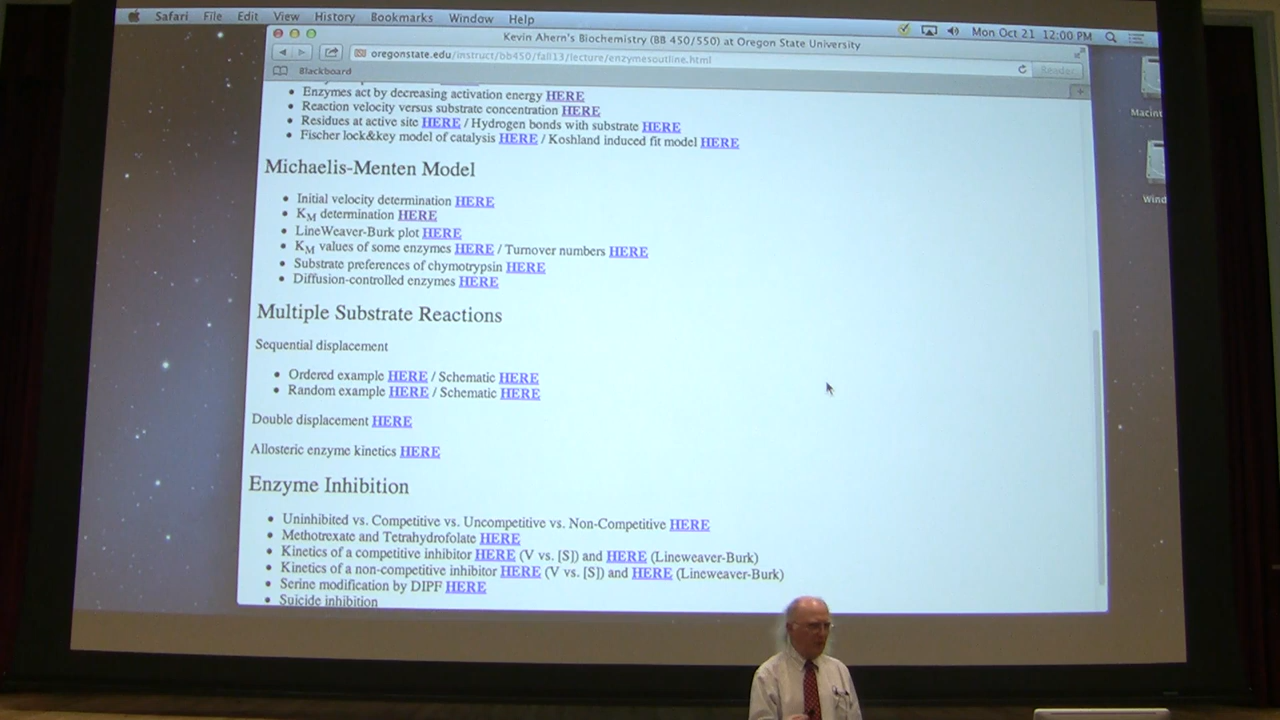 Safari File Edit View History Bookmarks Window Help Mon Oct 21 12:00 PM
Kevin Ahern's Biochemistry (BB 450/550) at Oregon State University
oregonstate.edu/instruct/bb450/fall13/lecture/enzymesoutline.html Reader
Blackboard
• Enzymes act by decreasing activation energy HERE
• Reaction velocity versus substrate concentration HERE
• Residues at active site HERE / Hydrogen bonds with substrate HERE
• Fischer lock&key model of catalysis HERE / Koshland induced fit model HERE
Macint
Michaelis-Menten Model
• Initial velocity determination HERE
Wind
• KM determination HERE
• LineWeaver-Burk plot HERE
• KM values of some enzymes HERE / Turnover numbers HERE
• Substrate preferences of chymotrypsin HERE
• Diffusion-controlled enzymes HERE
Multiple Substrate Reactions
Sequential displacement
• Ordered example HERE / Schematic HERE
• Random example HERE / Schematic HERE
Double displacement HERE
Allosteric enzyme kinetics HERE
Enzyme Inhibition
• Uninhibited vs. Competitive vs. Uncompetitive vs. Non-Competitive HERE
• Methotrexate and Tetrahydrofolate HERE
• Kinetics of a competitive inhibitor HERE (V vs. [S]) and HERE (Lineweaver-Burk)
• Kinetics of a non-competitive inhibitor HERE (V vs. [S]) and HERE (Lineweaver-Burk)
• Serine modification by DIPF HERE
• Suicide inhibition